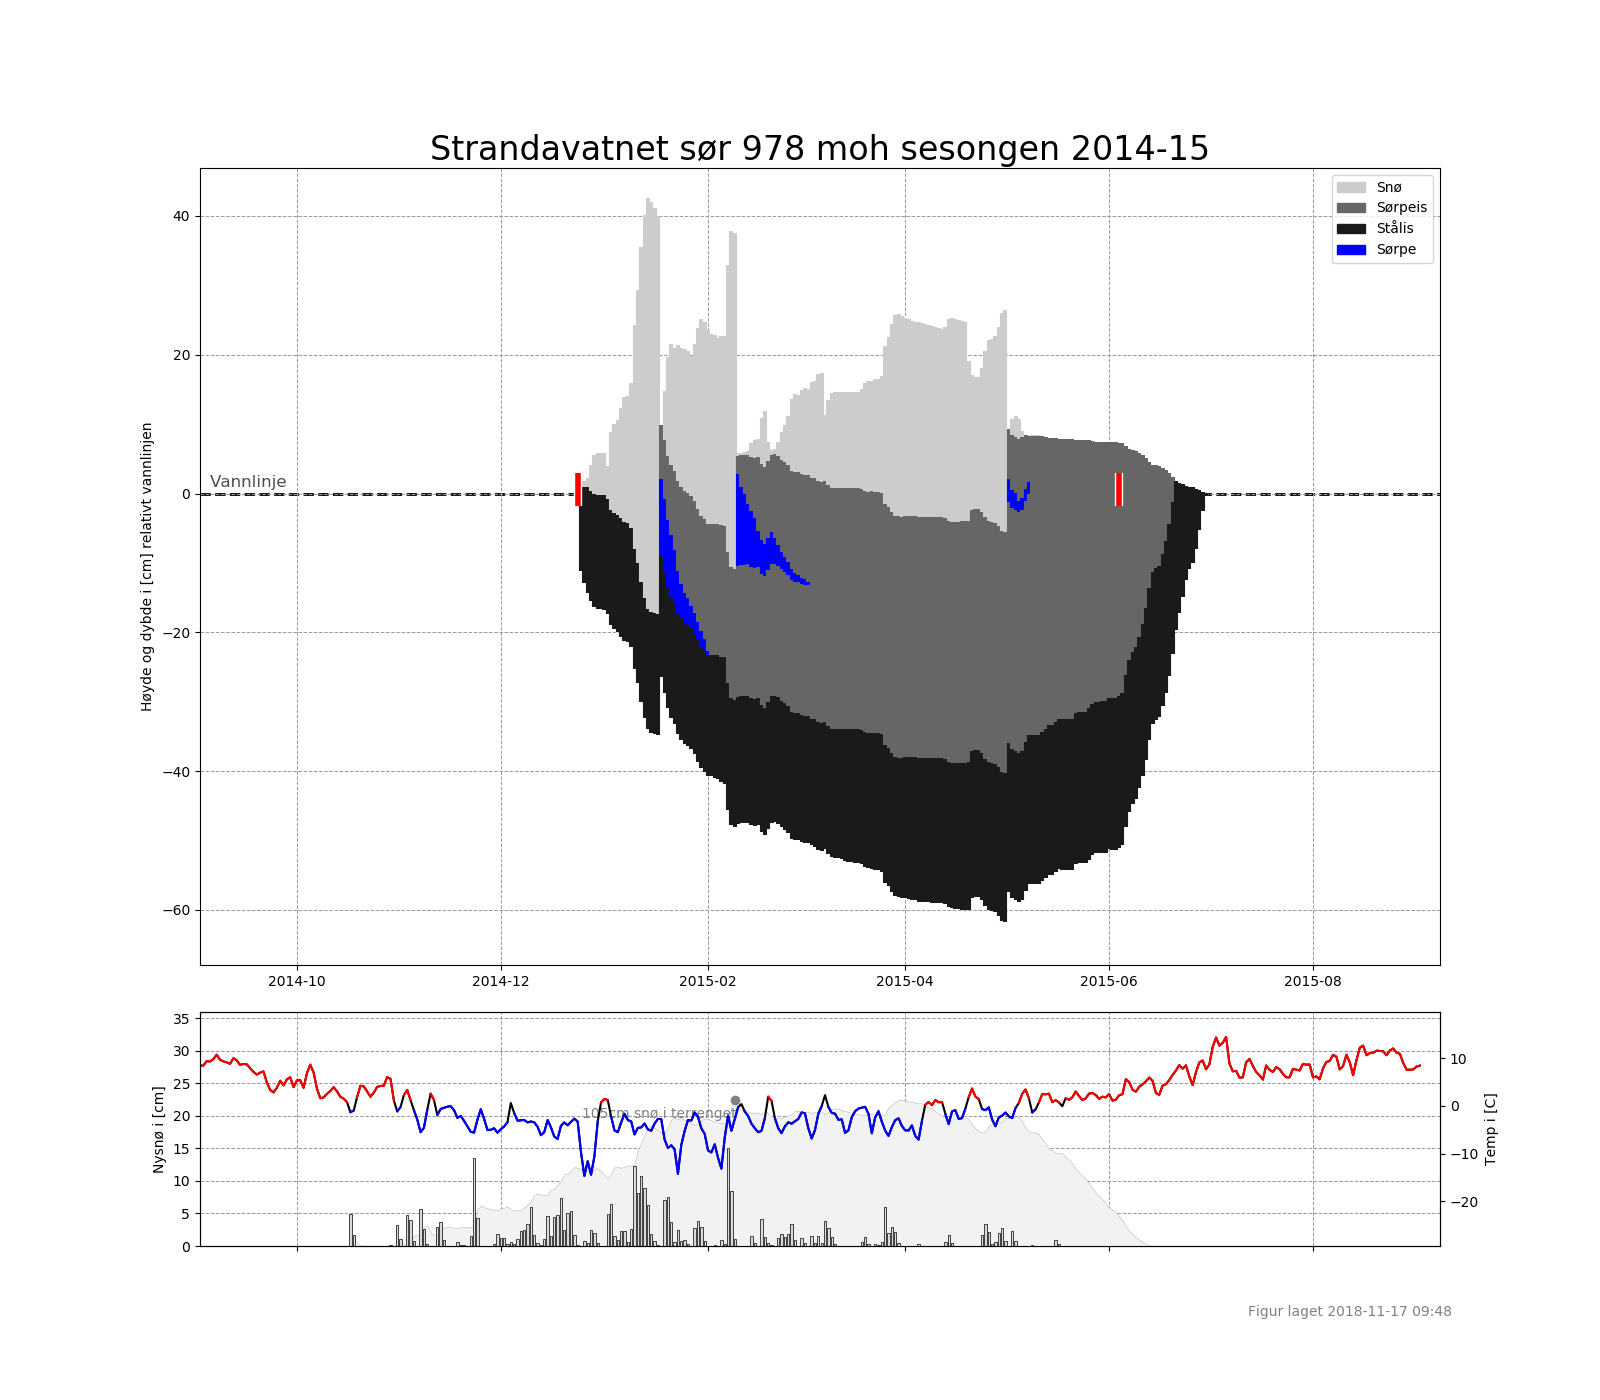 Strandavatnet sør 978 moh sesongen 2014-15
Høyde og dybde i [cm] relativt vannlinjen
40
20
0
−20
−40
−60
Vannlinje
Snø
Sørpeis
Stålis
Sørpe
2014-10
2014-12
2015-02
2015-04
2015-06
2015-08
Nysnø i [cm]
35
30
25
20
15
10
5
0
105cm snø i terrenget
10
0
−10
−20
Temp i [C]
Figur laget 2018-11-17 09:48